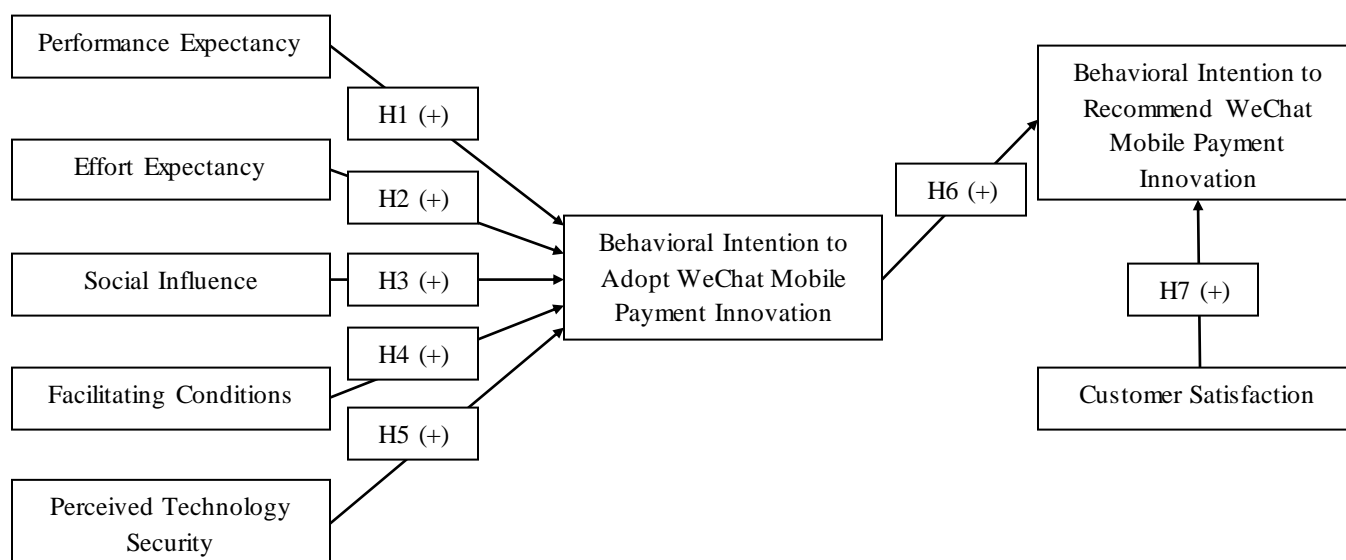 Performance Expectancy
H1 (+)
Effort Expectancy
H2 (+)
Social Influence
H3 (+)
Facilitating Conditions
H4 (+)
Perceived Technology
Security
H5 (+)
Behavioral Intention to
Adopt WeChat Mobile
Payment Innovation
H6 (+)
Behavioral Intention to
Recommend WeChat
Mobile Payment
Innovation
H7 (+)
Customer Satisfaction